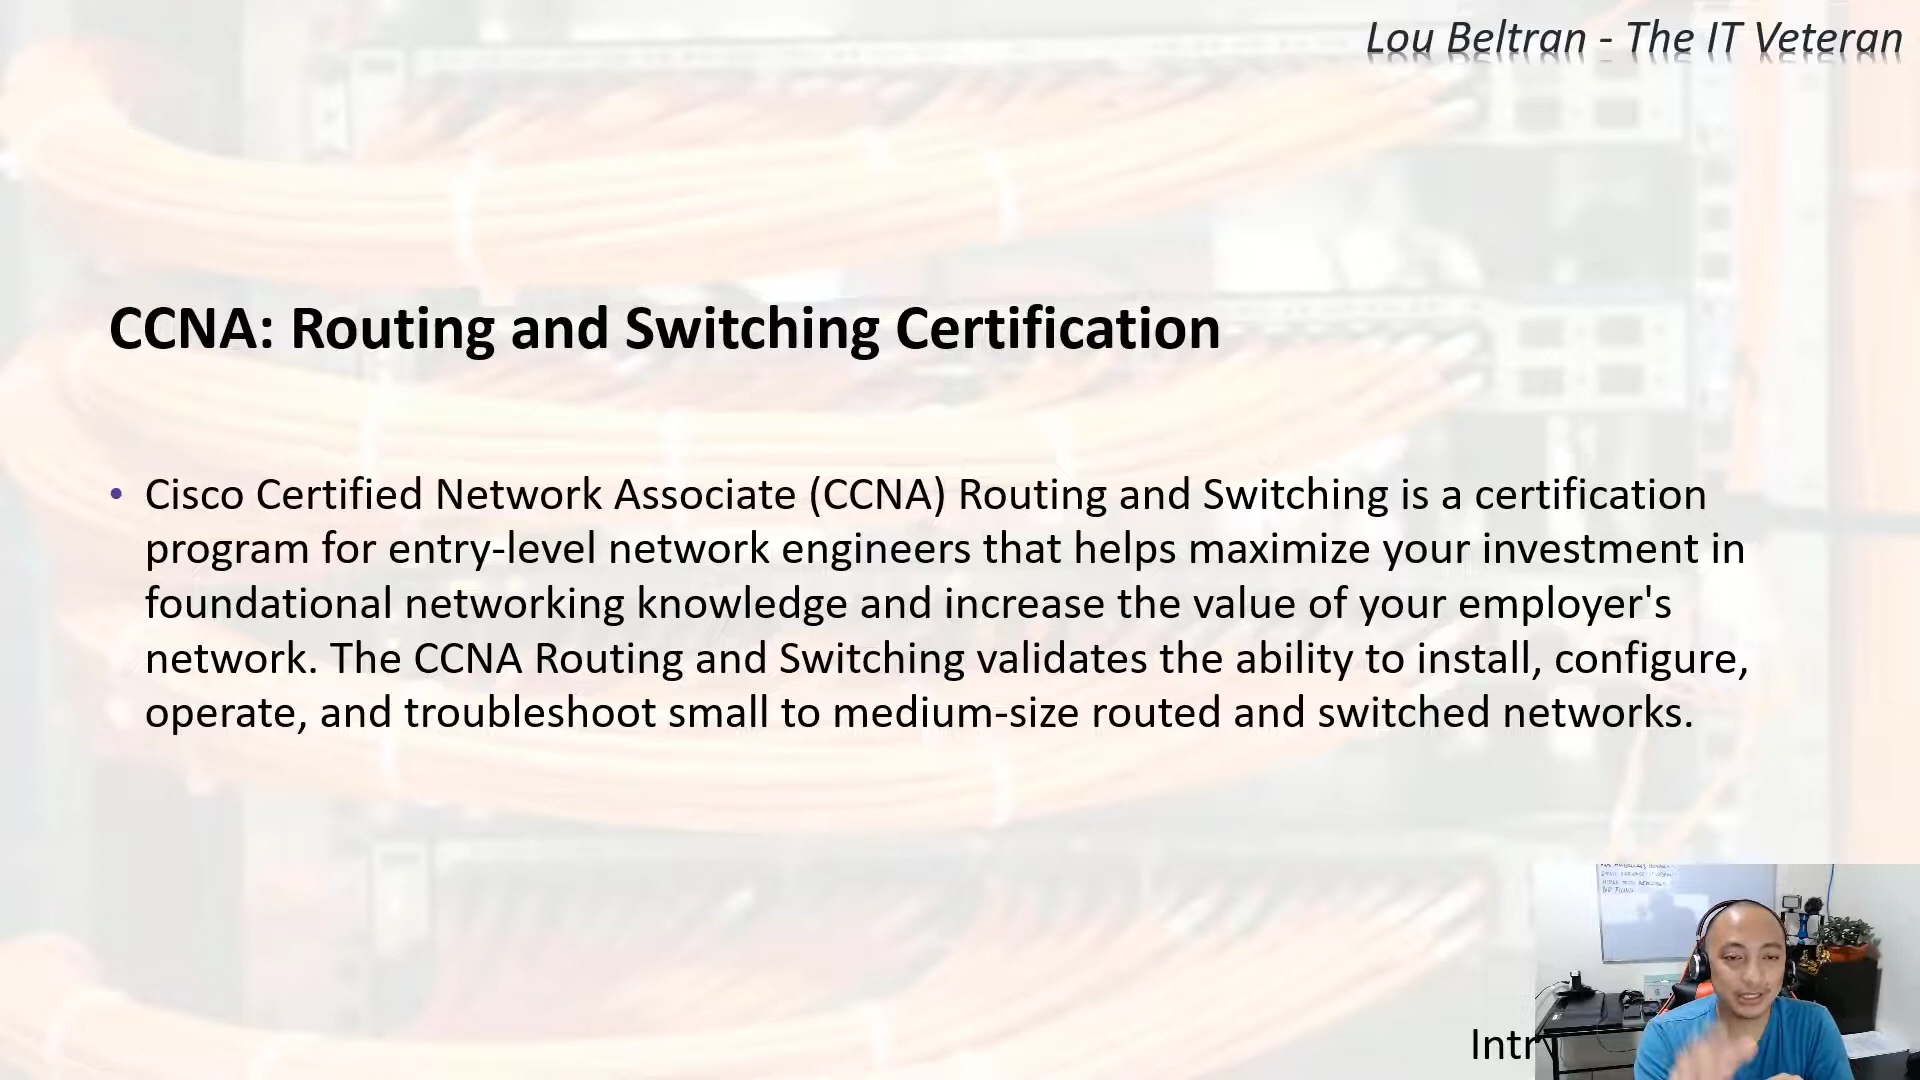 Lou Beltran - The IT Veteran
CCNA: Routing and Switching Certification
• Cisco Certified Network Associate (CCNA) Routing and Switching is a certification
program for entry-level network engineers that helps maximize your investment in
foundational networking knowledge and increase the value of your employer's
network. The CCNA Routing and Switching validates the ability to install, configure,
operate, and troubleshoot small to medium-size routed and switched networks.
Intr